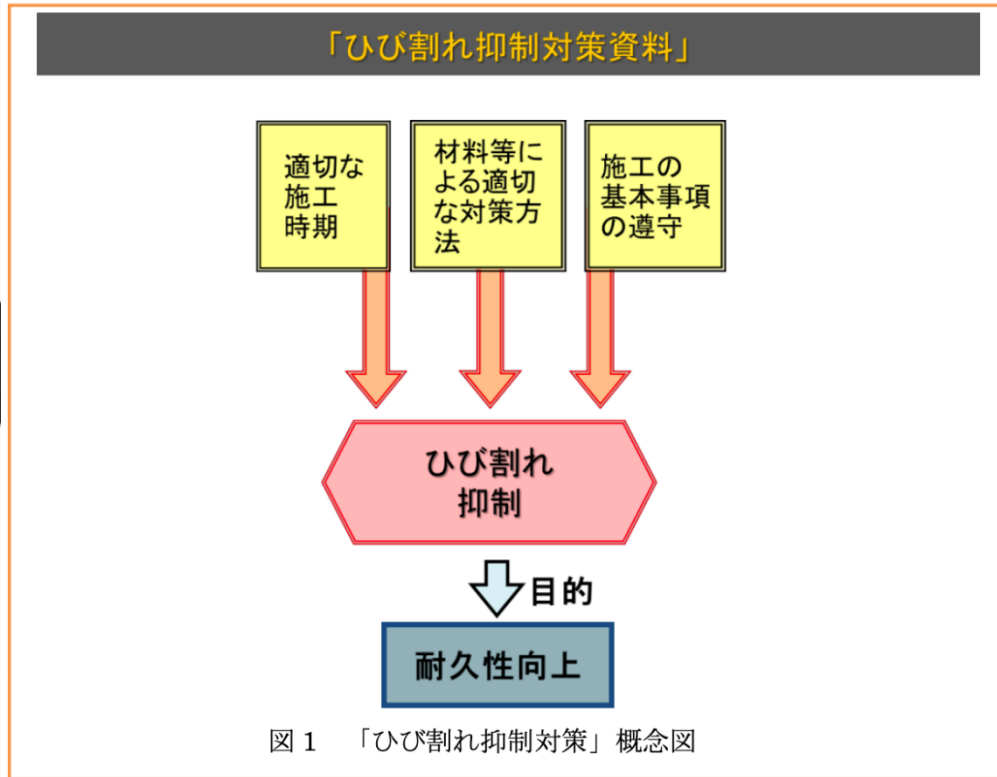 「ひび割れ抑制対策資料」
適切な
施工
時期
材料等に
よる適切
な対策方
法
施工の
基本事項
の遵守
ひび割れ
抑制
目的
耐久性向上
図1 「ひび割れ抑制対策」概念図